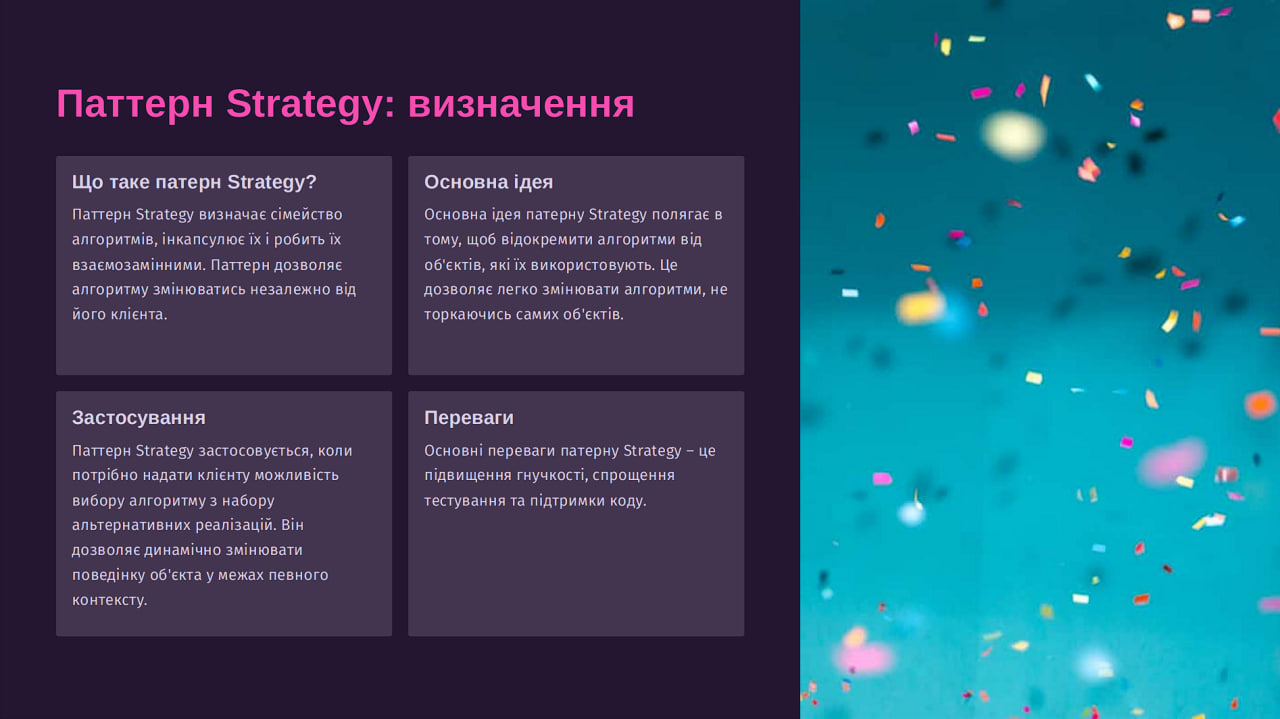 Паттерн Strategy: визначення
Що таке патерн Strategy?
Паттерн Strategy визначає сімейство
алгоритмів, інкапсулює їх і робить їх
взаємозамінними. Паттерн дозволяє
алгоритму змінюватись незалежно від
його клієнта.
Основна ідея
Основна ідея патерну Strategy полягає в
тому, щоб відокремити алгоритми від
об'єктів, які їх використовують. Це
дозволяє легко змінювати алгоритми, не
торкаючись самих об'єктів.
Застосування
Паттерн Strategy застосовується, коли
потрібно надати клієнту можливість
вибору алгоритму з набору
альтернативних реалізацій. Він
дозволяє динамічно змінювати
поведінку об'єкта у межах певного
контексту.
Переваги
Основні переваги патерну Strategy – це
підвищення гнучкості, спрощення
тестування та підтримки коду.